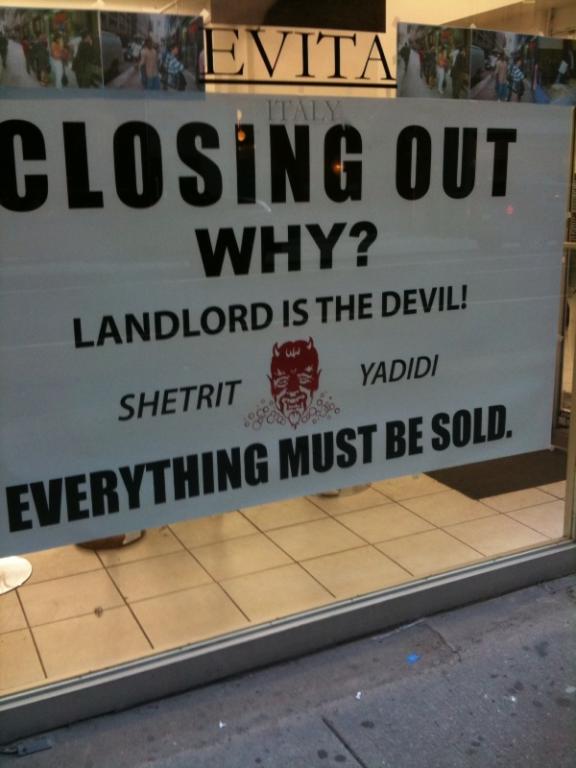 EVITA
ITALY
CLOSING OUT
WHY?
LANDLORD IS THE DEVIL!
SHETRIT YADIDI
EVERYTHING MUST BE SOLD.